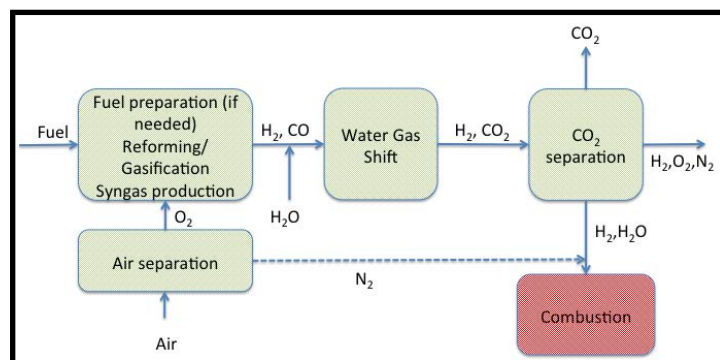 CO2
Fuel preparation (if
needed)
Reforming/
Gasification
Syngas production
Fuel
H2, CO
Water Gas
Shift
H2, CO2
CO2
separation
H2,O2,N2
O2
H2O
H2,H2O
Air separation
N2
Combustion
Air